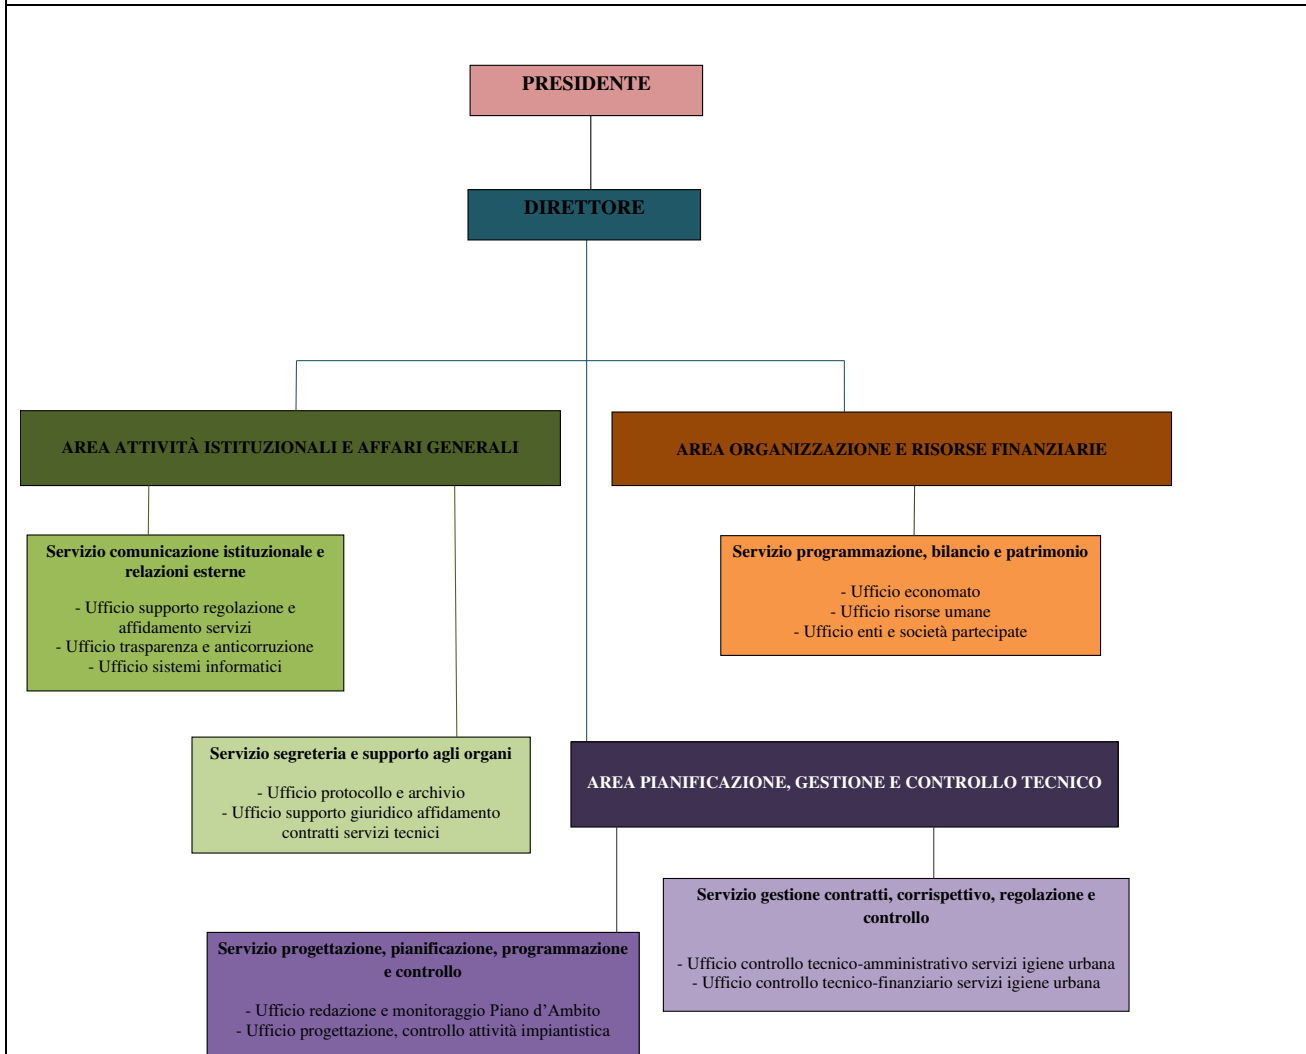 PRESIDENTE
DIRETTORE
AREA ATTIVITÀ ISTITUZIONALI E AFFARI GENERALI
AREA ORGANIZZAZIONE E RISORSE FINANZIARIE
Servizio comunicazione istituzionale e
relazioni esterne
- Ufficio supporto regolazione e
affidamento servizi
- Ufficio trasparenza e anticorruzione
- Ufficio sistemi informatici
Servizio programmazione, bilancio e patrimonio
- Ufficio economato
- Ufficio risorse umane
- Ufficio enti e società partecipate
Servizio segreteria e supporto agli organi
- Ufficio protocollo e archivio
- Ufficio supporto giuridico affidamento
contratti servizi tecnici
AREA PIANIFICAZIONE, GESTIONE E CONTROLLO TECNICO
Servizio gestione contratti, corrispettivo, regolazione e
controllo
- Ufficio controllo tecnico-amministrativo servizi igiene urbana
- Ufficio controllo tecnico-finanziario servizi igiene urbana
Servizio progettazione, pianificazione, programmazione
e controllo
- Ufficio redazione e monitoraggio Piano d’Ambito
- Ufficio progettazione, controllo attività impiantistica